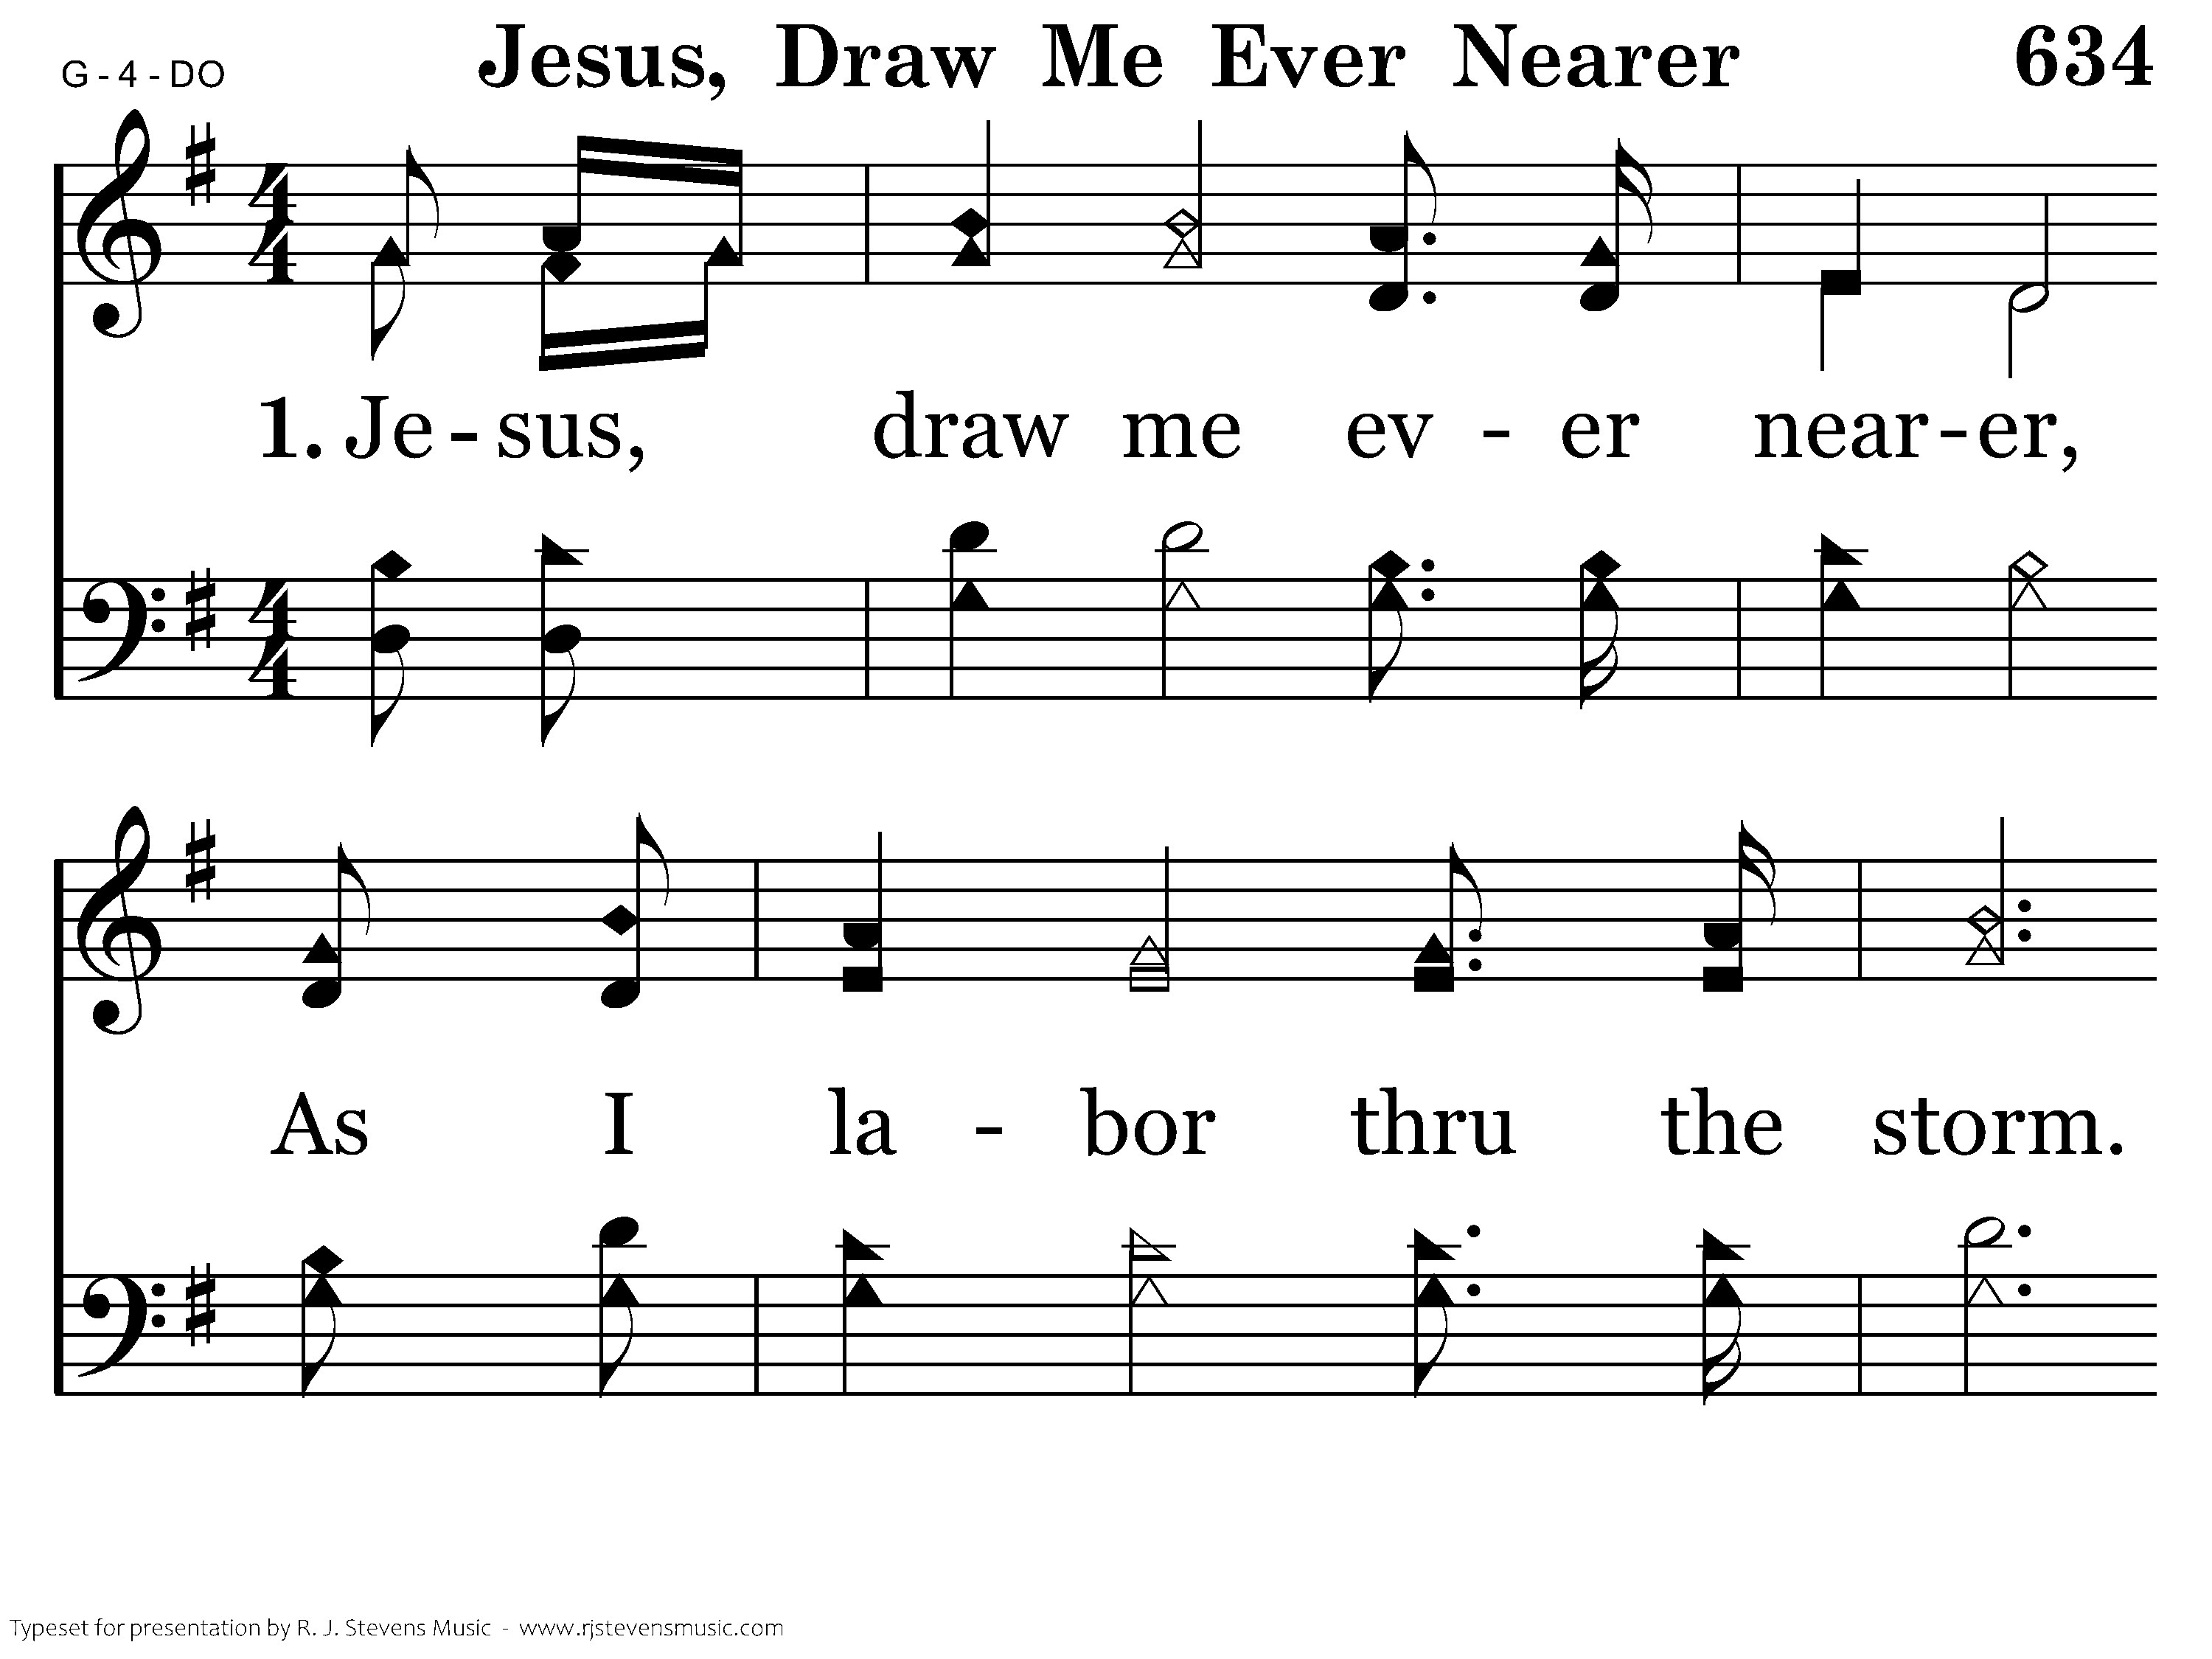 G - 4 - DO Jesus, Draw Me Ever Nearer 634
1. Je - sus, draw me ev - er near - er,
As I la - bor thru the storm.
Typeset for presentation by R. J. Stevens Music - www.rjstevensmusic.com